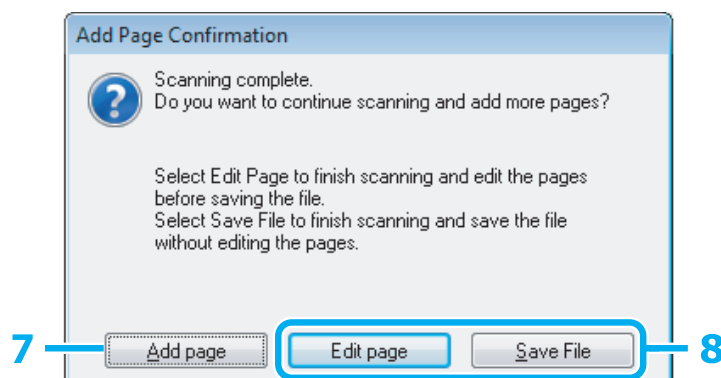 Add Page Confirmation
Scanning complete.
Do you want to continue scanning and add more pages?
Select Edit Page to finish scanning and edit the pages
before saving the file.
Select Save File to finish scanning and save the file
without editing the pages.
7 Add page Edit page Save File 8